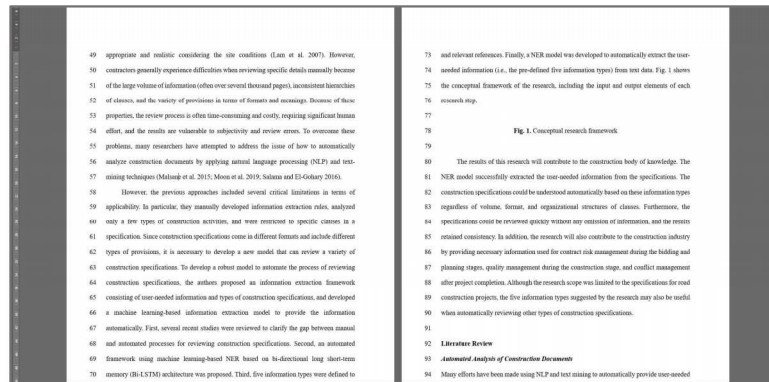 49 appropriate and realistic considering the site conditions (Lam et al. 2007). However,
50 contractors generally experience difficulties when reviewing specific details manually because
51 of the large volume of information (often over several thousand pages), inconsistent hierarchies
52 of clauses, and the variety of provisions in terms of formats and meanings. Because of these
53 properties, the review process is often time-consuming and costly, requiring significant human
54 effort, and the results are vulnerable to subjectivity and review errors. To overcome these
55 problems, many researchers have attempted to address the issue of how to automatically
56 analyze construction documents by applying natural language processing (NLP) and text-
57 mining techniques (Malsane et al. 2015; Moon et al. 2019; Salama and El-Gohary 2016).
58 However, the previous approaches included several critical limitations in terms of
59 applicability. In particular, they manually developed information extraction rules, analyzed
60 only a few types of construction activities, and were restricted to specific clauses in a
61 specification. Since construction specifications come in different formats and include different
62 types of provisions, it is necessary to develop a new model that can review a variety of
63 construction specifications. To develop a robust model to automate the process of reviewing
64 construction specifications, the authors proposed an information extraction framework
65 consisting of user-needed information and types of construction specifications, and developed
66 a machine learning-based information extraction model to provide the information
67 automatically. First, several recent studies were reviewed to clarify the gap between manual
68 and automated processes for reviewing construction specifications. Second, an automated
69 framework using machine learning-based NER based on bi-directional long short-term
70 memory (Bi-LSTM) architecture was proposed. Third, five information types were defined to
73 and relevant references. Finally, a NER model was developed to automatically extract the user-
74 needed information (i.e., the pre-defined five information types) from text data. Fig. 1 shows
75 the conceptual framework of the research, including the input and output elements of each
76 research step.
77
78 Fig. 1. Conceptual research framework
79
80 The results of this research will contribute to the construction body of knowledge. The
81 NER model successfully extracted the user-needed information from the specifications. The
82 construction specifications could be understood automatically based on these information types
83 regardless of volume, format, and organizational structures of clauses. Furthermore, the
84 specifications could be reviewed quickly without any omission of information, and the results
85 retained consistency. In addition, the research will also contribute to the construction industry
86 by providing necessary information used for contract risk management during the bidding and
87 planning stages, quality management during the construction stage, and conflict management
88 after project completion. Although the research scope was limited to the specifications for road
89 construction projects, the five information types suggested by the research may also be useful
90 when automatically reviewing other types of construction specifications.
91
92 Literature Review
93 Automated Analysis of Construction Documents
94 Many efforts have been made using NLP and text mining to automatically provide user-needed